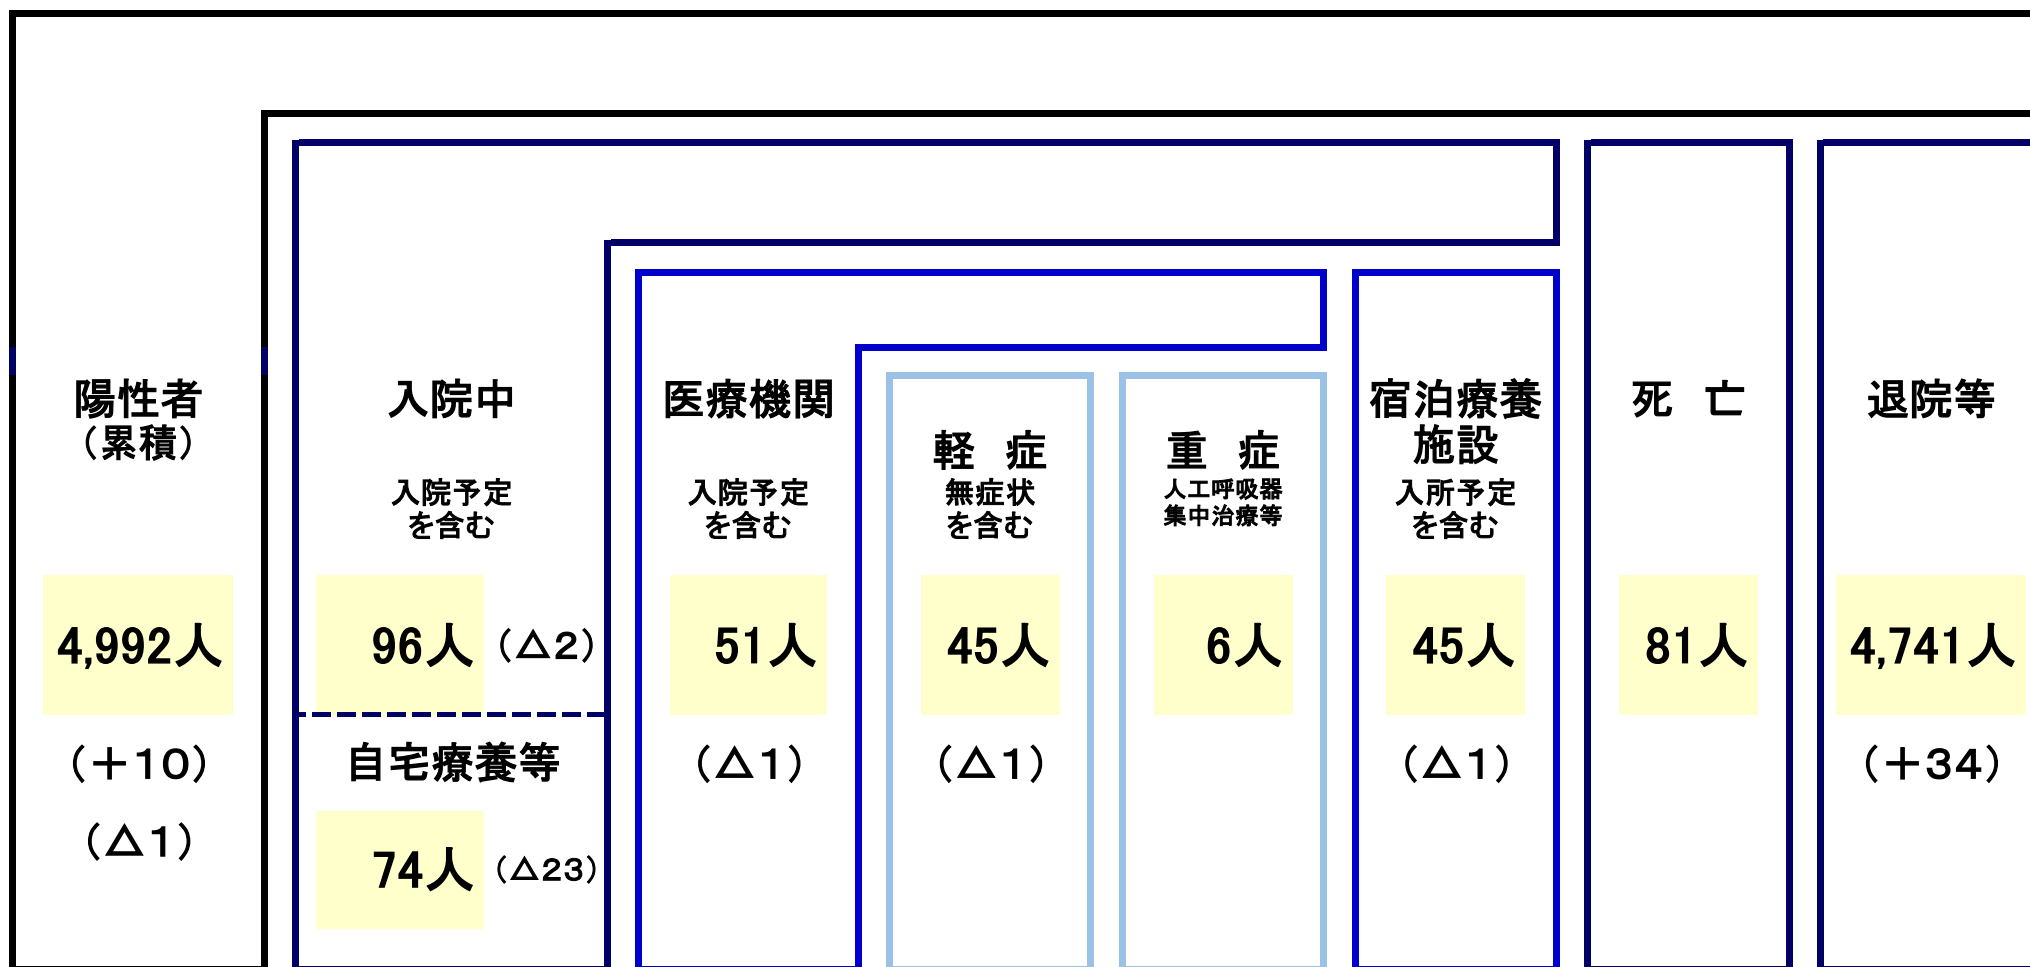 陽性者
（累積）
4,992人
（＋10）
（△1）
入院中
入院予定
を含む
96人（△2）
自宅療養等
74人（△23）
医療機関
入院予定
を含む
51人
（△1）
軽　症
無症状
を含む
45人
（△1）
重　症
人工呼吸器
集中治療等
6人
宿泊療養
施設
入所予定
を含む
45人
（△1）
死　亡
81人
退院等
4,741人
（＋34）